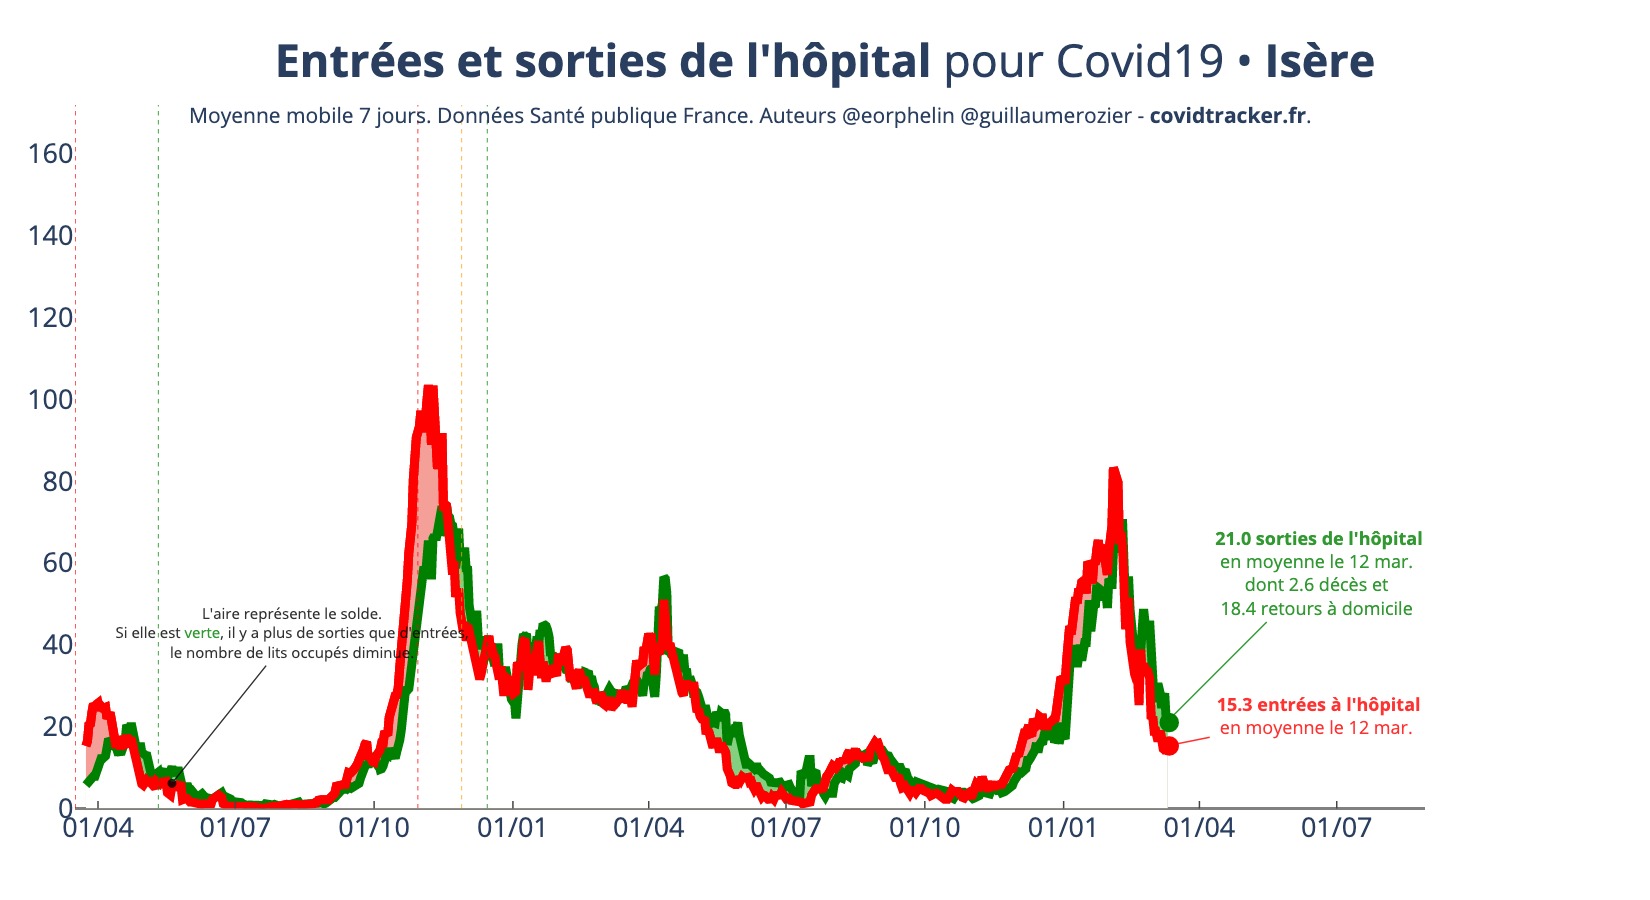 Entrées et sorties de l'hôpital pour Covid19 • Isère
Moyenne mobile 7 jours. Données Santé publique France. Auteurs @eorphelin @guillaumerozier - covidtracker.fr.
160
140
120
100
80
60
40
20
0
21.0 sorties de l'hôpital
en moyenne le 12 mar.
dont 2.6 décès et
18.4 retours à domicile
L'aire représente le solde.
Si elle est verte, il y a plus de sorties que d'entrées,
le nombre de lits occupés diminue.
15.3 entrées à l'hôpital
en moyenne le 12 mar.
01/04 01/07 01/10 01/01 01/04 01/07 01/10 01/01 01/04 01/07